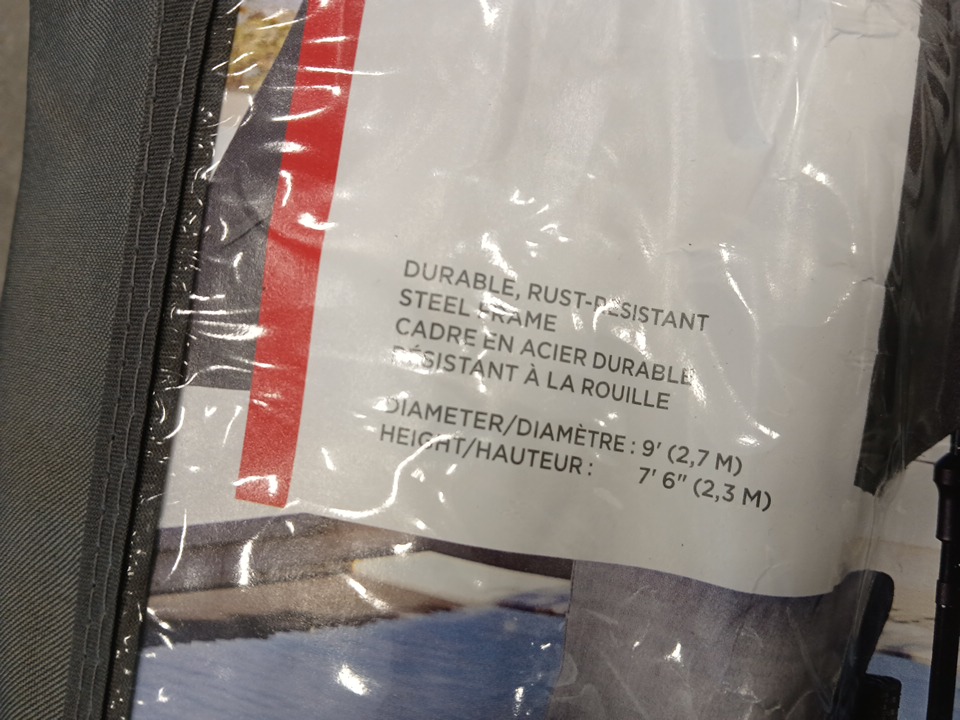 DURABLE, RUST-RESISTANT
STEEL FRAME
CADRE EN ACIER DURABLE
RÉSISTANT À LA ROUILLE
DIAMETER/DIAMÈTRE : 9' (2,7 M)
HEIGHT/HAUTEUR : 7' 6" (2,3 M)